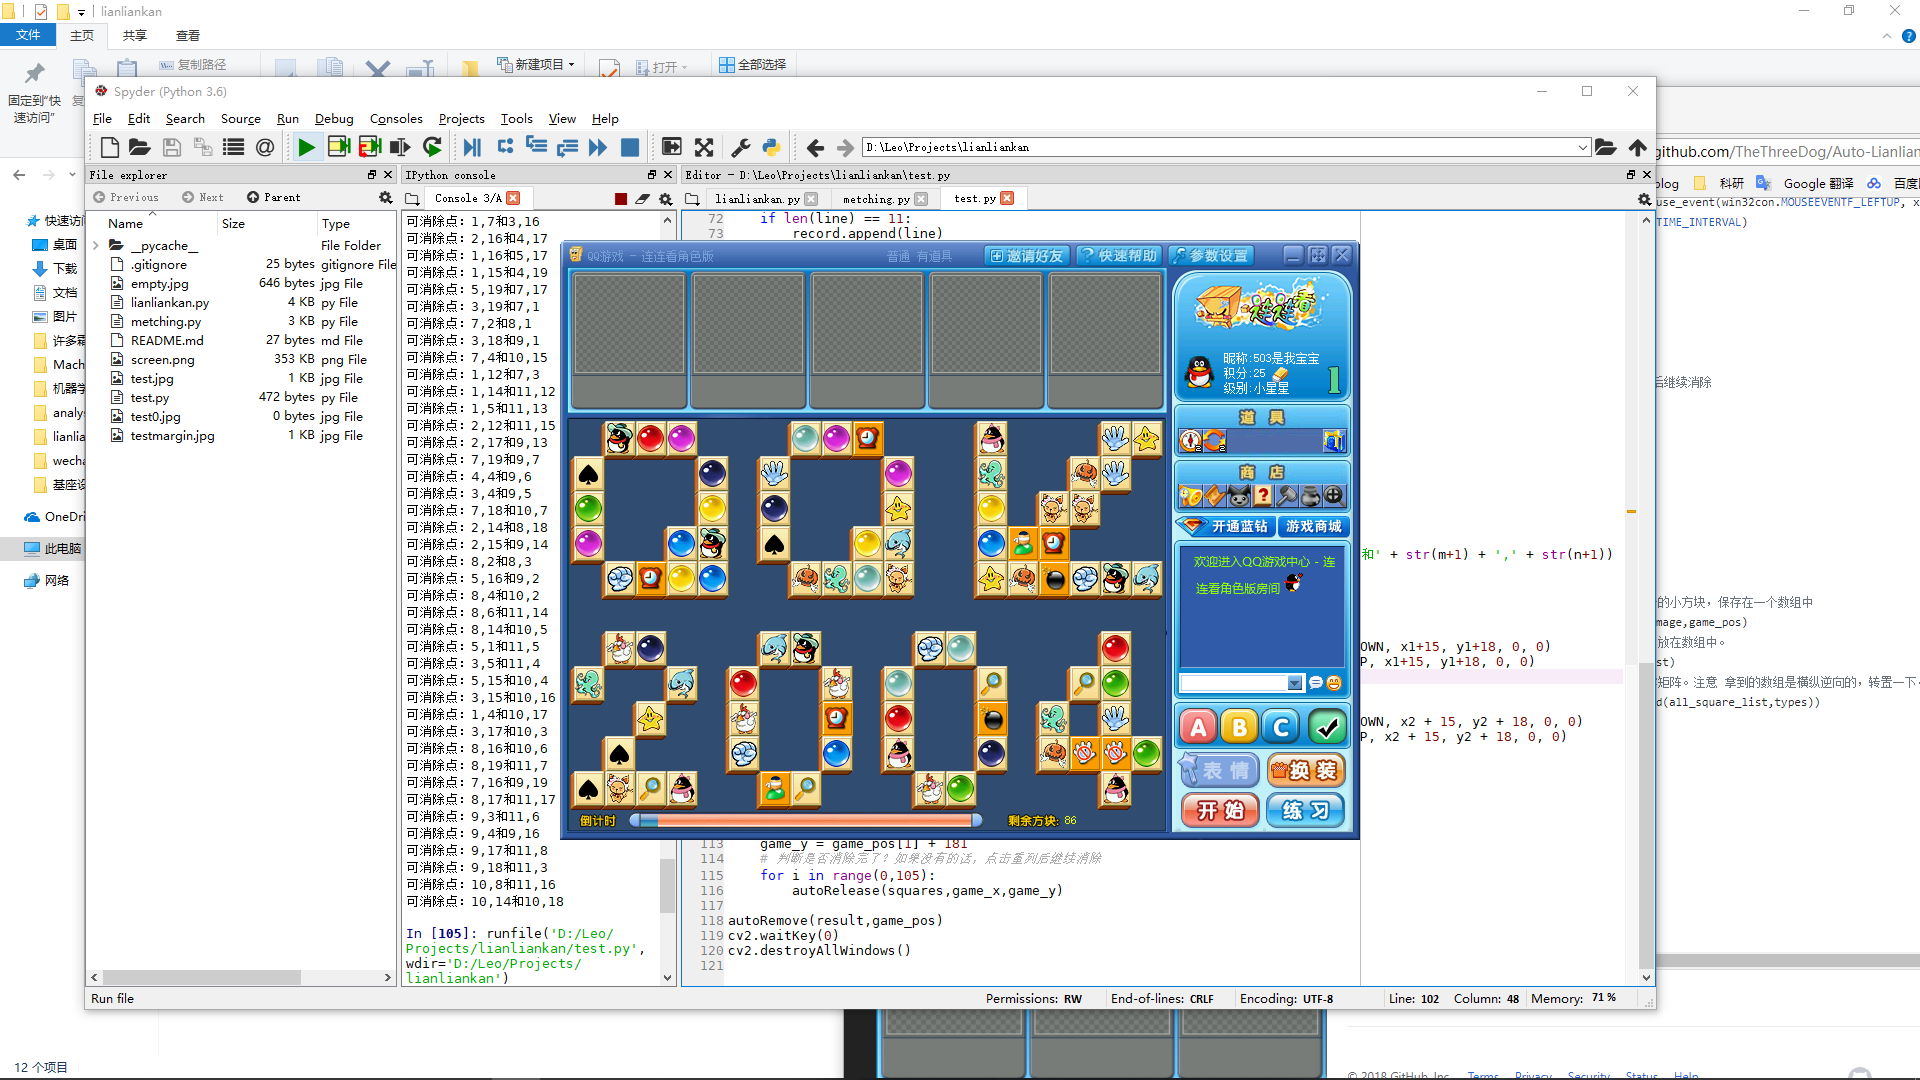 lianliankan
文件 主页 共享 查看
复制路径 新建项目 打开 全部选择
固定到"快
速访问"
Spyder (Python 3.6)
File Edit Search Source Run Debug Consoles Projects Tools View Help
D:\Leo\Projects\lianliankan
github.com/TheThreeDog/Auto-Lianlian
File explorer
IPython console
Editor - D:\Leo\Projects\lianliankan\test.py
blog 科研 Google 翻译 百度
Previous Next Parent
Console 3/A
lianliankan.py metching.py test.py
Name Size Type
__pycache__ File Folder
.gitignore 25 bytes gitignore File
empty.jpg 646 bytes jpg File
lianliankan.py 4 KB py File
metching.py 3 KB py File
README.md 27 bytes md File
screen.png 353 KB png File
test.jpg 1 KB jpg File
test.py 472 bytes py File
test0.jpg 0 bytes jpg File
testmargin.jpg 1 KB jpg File
快速访问
桌面
下载
文档
图片
许多霜
Mach
机器学
analys
lianlia
wecha
基座设
OneDri
此电脑
网络
12 个项目
可消除点: 1,7和3,16
可消除点: 2,16和4,17
可消除点: 1,16和5,17
可消除点: 1,15和4,19
可消除点: 5,19和7,17
可消除点: 3,19和7,1
可消除点: 7,2和8,1
可消除点: 3,18和9,1
可消除点: 7,4和10,15
可消除点: 1,12和7,3
可消除点: 1,14和11,12
可消除点: 1,5和11,13
可消除点: 2,12和11,15
可消除点: 2,17和9,13
可消除点: 7,19和9,7
可消除点: 4,4和9,6
可消除点: 3,4和9,5
可消除点: 7,18和10,7
可消除点: 2,14和8,18
可消除点: 2,15和9,14
可消除点: 8,2和8,3
可消除点: 5,16和9,2
可消除点: 8,4和10,2
可消除点: 8,6和11,14
可消除点: 8,14和10,5
可消除点: 5,1和11,5
可消除点: 3,5和11,4
可消除点: 5,15和10,4
可消除点: 3,15和10,16
可消除点: 1,4和10,17
可消除点: 3,17和10,3
可消除点: 8,16和10,6
可消除点: 8,19和11,7
可消除点: 7,16和9,19
可消除点: 8,17和11,17
可消除点: 9,3和11,6
可消除点: 9,4和9,16
可消除点: 9,17和11,8
可消除点: 9,18和11,3
可消除点: 10,8和11,16
可消除点: 10,14和10,18
In [105]: runfile('D:/Leo/
Projects/lianliankan/test.py',
wdir='D:/Leo/Projects/
lianliankan')
72 if len(line) == 11:
73 record.append(line)
QQ游戏 - 连连看角色版 普通 有道具 邀请好友 快速帮助 参数设置
连连看
昵称:503是我宝宝
积分:25
级别:小星星
1
道 具
2 2
商 店
开通蓝钻 游戏商城
欢迎进入QQ游戏中心 - 连
连看角色版房间
A B C
表情 换装
开始 练习
倒计时 剩余方块: 86
113 game_y = game_pos[1] + 181
114 # 判断是否消除完了？如果没有的话，点击重列后继续消除
115 for i in range(0,105):
116 autoRelease(squares,game_x,game_y)
117
118 autoRemove(result,game_pos)
119 cv2.waitKey(0)
120 cv2.destroyAllWindows()
121
use_event(win32con.MOUSEEVENTF_LEFTUP, x
TIME_INTERVAL)
后继续消除
和' + str(m+1) + ',' + str(n+1))
的小方块，保存在一个数组中
mage,game_pos)
放在数组中。
st)
矩阵。注意 拿到的数组是横纵逆向的，转置一下.
d(all_square_list,types))
OWN, x1+15, y1+18, 0, 0)
P, x1+15, y1+18, 0, 0)
OWN, x2 + 15, y2 + 18, 0, 0)
P, x2 + 15, y2 + 18, 0, 0)
Run file
Permissions: RW End-of-lines: CRLF Encoding: UTF-8 Line: 102 Column: 48 Memory: 71 %
© 2018 GitHub, Inc. Terms Privacy Security Status Help